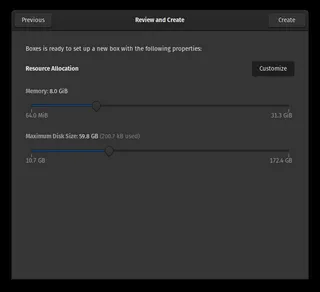 Previous
Review and Create
Create
Boxes is ready to set up a new box with the following properties:
Resource Allocation
Customize
Memory: 8.0 GiB
64.0 MiB
31.3 GiB
Maximum Disk Size: 59.8 GB (200.7 KB used)
18.7 GB
172.4 GB